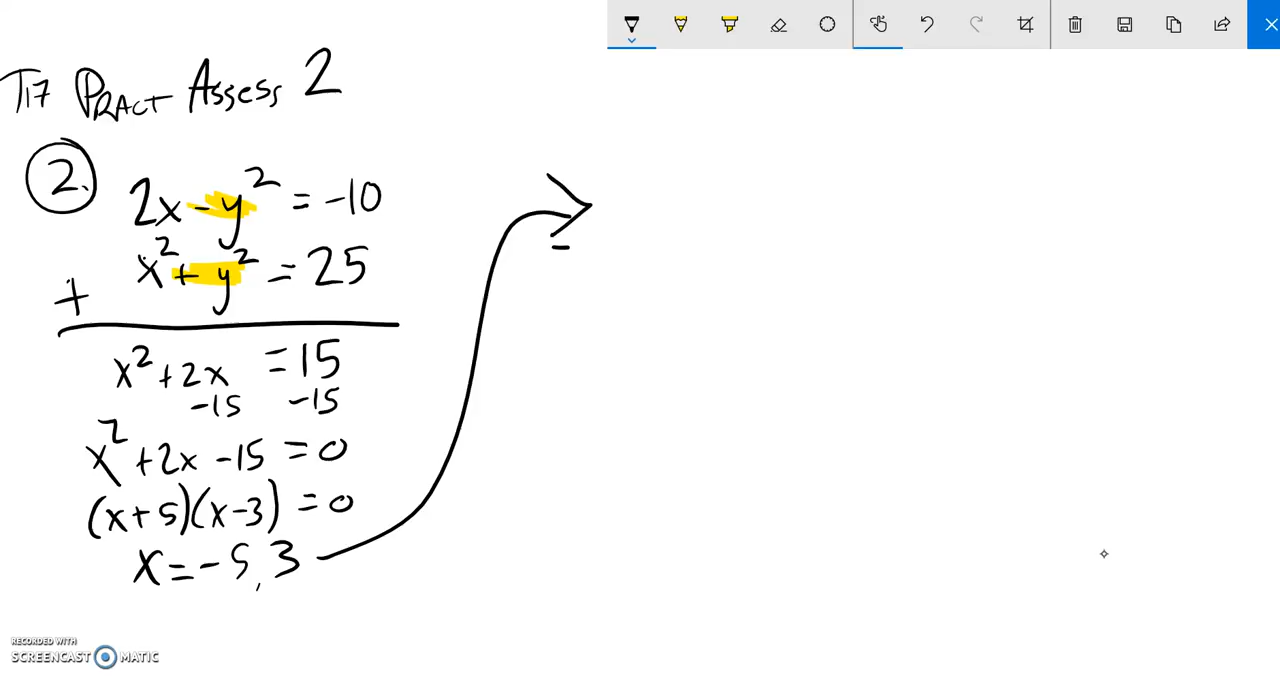 T17 PRACT Assess 2
2.
2x - y² = -10
x² + y² = 25
+
x² + 2x = 15
-15 -15
x² + 2x - 15 = 0
(x + 5)(x - 3) = 0
x = -5, 3
RECORDED WITH
SCREENCAST MATIC